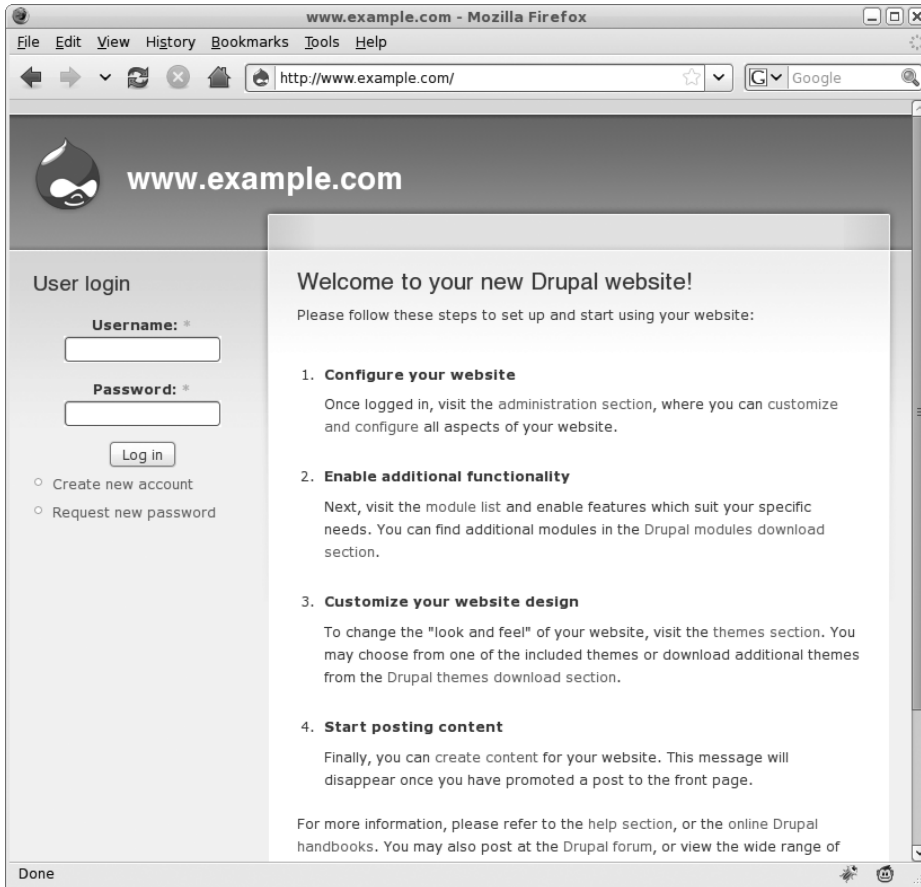 www.example.com - Mozilla Firefox
File Edit View History Bookmarks Tools Help
http://www.example.com/
G Google
www.example.com
User login
Username: *
Password: *
Log in
Create new account
Request new password
Welcome to your new Drupal website!
Please follow these steps to set up and start using your website:
1. Configure your website
Once logged in, visit the administration section, where you can customize
and configure all aspects of your website.
2. Enable additional functionality
Next, visit the module list and enable features which suit your specific
needs. You can find additional modules in the Drupal modules download
section.
3. Customize your website design
To change the "look and feel" of your website, visit the themes section. You
may choose from one of the included themes or download additional themes
from the Drupal themes download section.
4. Start posting content
Finally, you can create content for your website. This message will
disappear once you have promoted a post to the front page.
For more information, please refer to the help section, or the online Drupal
handbooks. You may also post at the Drupal forum, or view the wide range of
Done